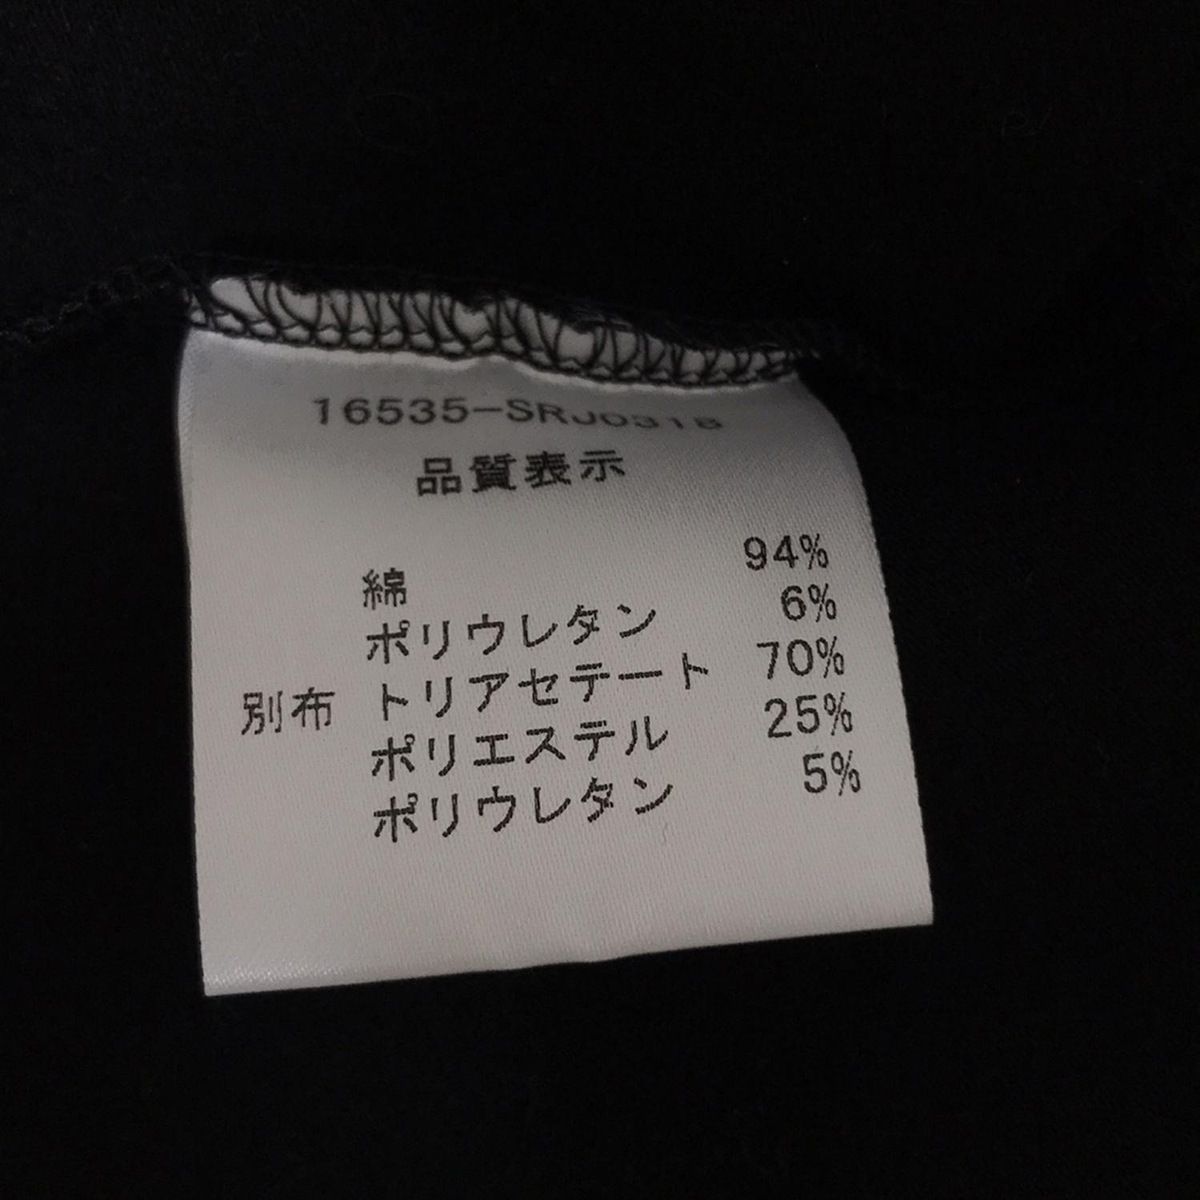 16535-SRJ0318
品質表示
綿 94%
ポリウレタン 6%
別布 トリアセテート 70%
ポリエステル 25%
ポリウレタン 5%